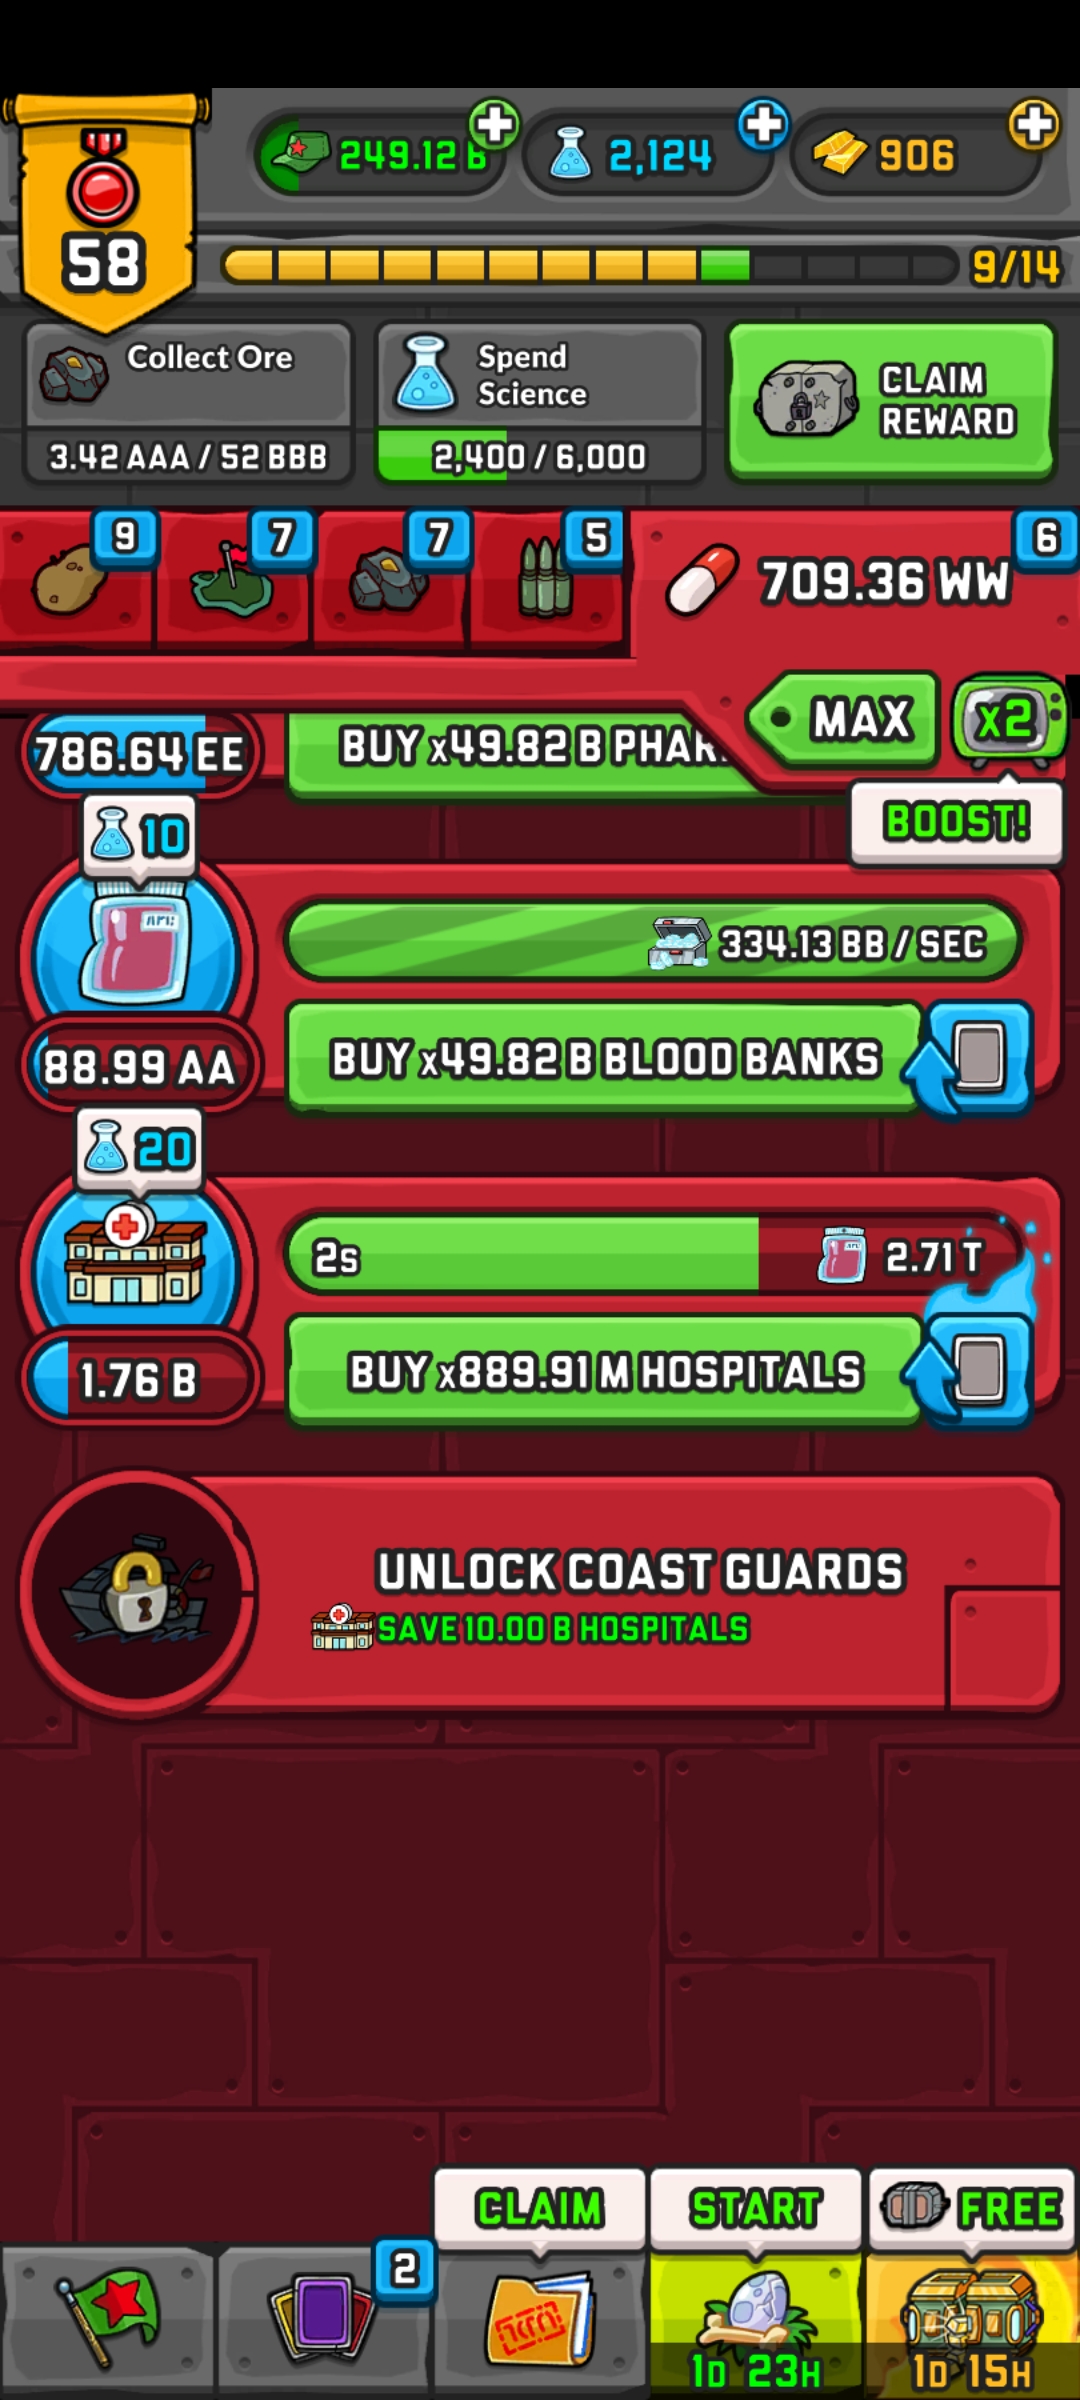 58
249.12 B
2,124
906
9/14
Collect Ore
3.42 AAA / 52 BBB
Spend
Science
2,400 / 6,000
CLAIM
REWARD
9
7
7
5
6
709.36 WW
MAX
x2
BOOST!
786.64 EE
BUY x49.82 B PHAR
10
334.13 BB / SEC
88.99 AA
BUY x49.82 B BLOOD BANKS
20
2s
2.71 T
1.76 B
BUY x889.91 M HOSPITALS
UNLOCK COAST GUARDS
SAVE 10.00 B HOSPITALS
CLAIM
START
FREE
2
1D 23H
1D 15H